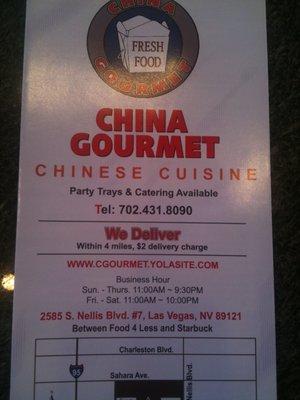 CHINA
FRESH
FOOD
GOURMET
CHINA
GOURMET
CHINESE CUISINE
Party Trays & Catering Available
Tel: 702.431.8090
We Deliver
Within 4 miles, $2 delivery charge
WWW.CGOURMET.YOLASITE.COM
Business Hour
Sun. - Thurs. 11:00AM ~ 9:30PM
Fri. - Sat. 11:00AM ~ 10:00PM
2585 S. Nellis Blvd. #7, Las Vegas, NV 89121
Between Food 4 Less and Starbuck
Charleston Blvd.
95
Sahara Ave.
Nellis Blvd.